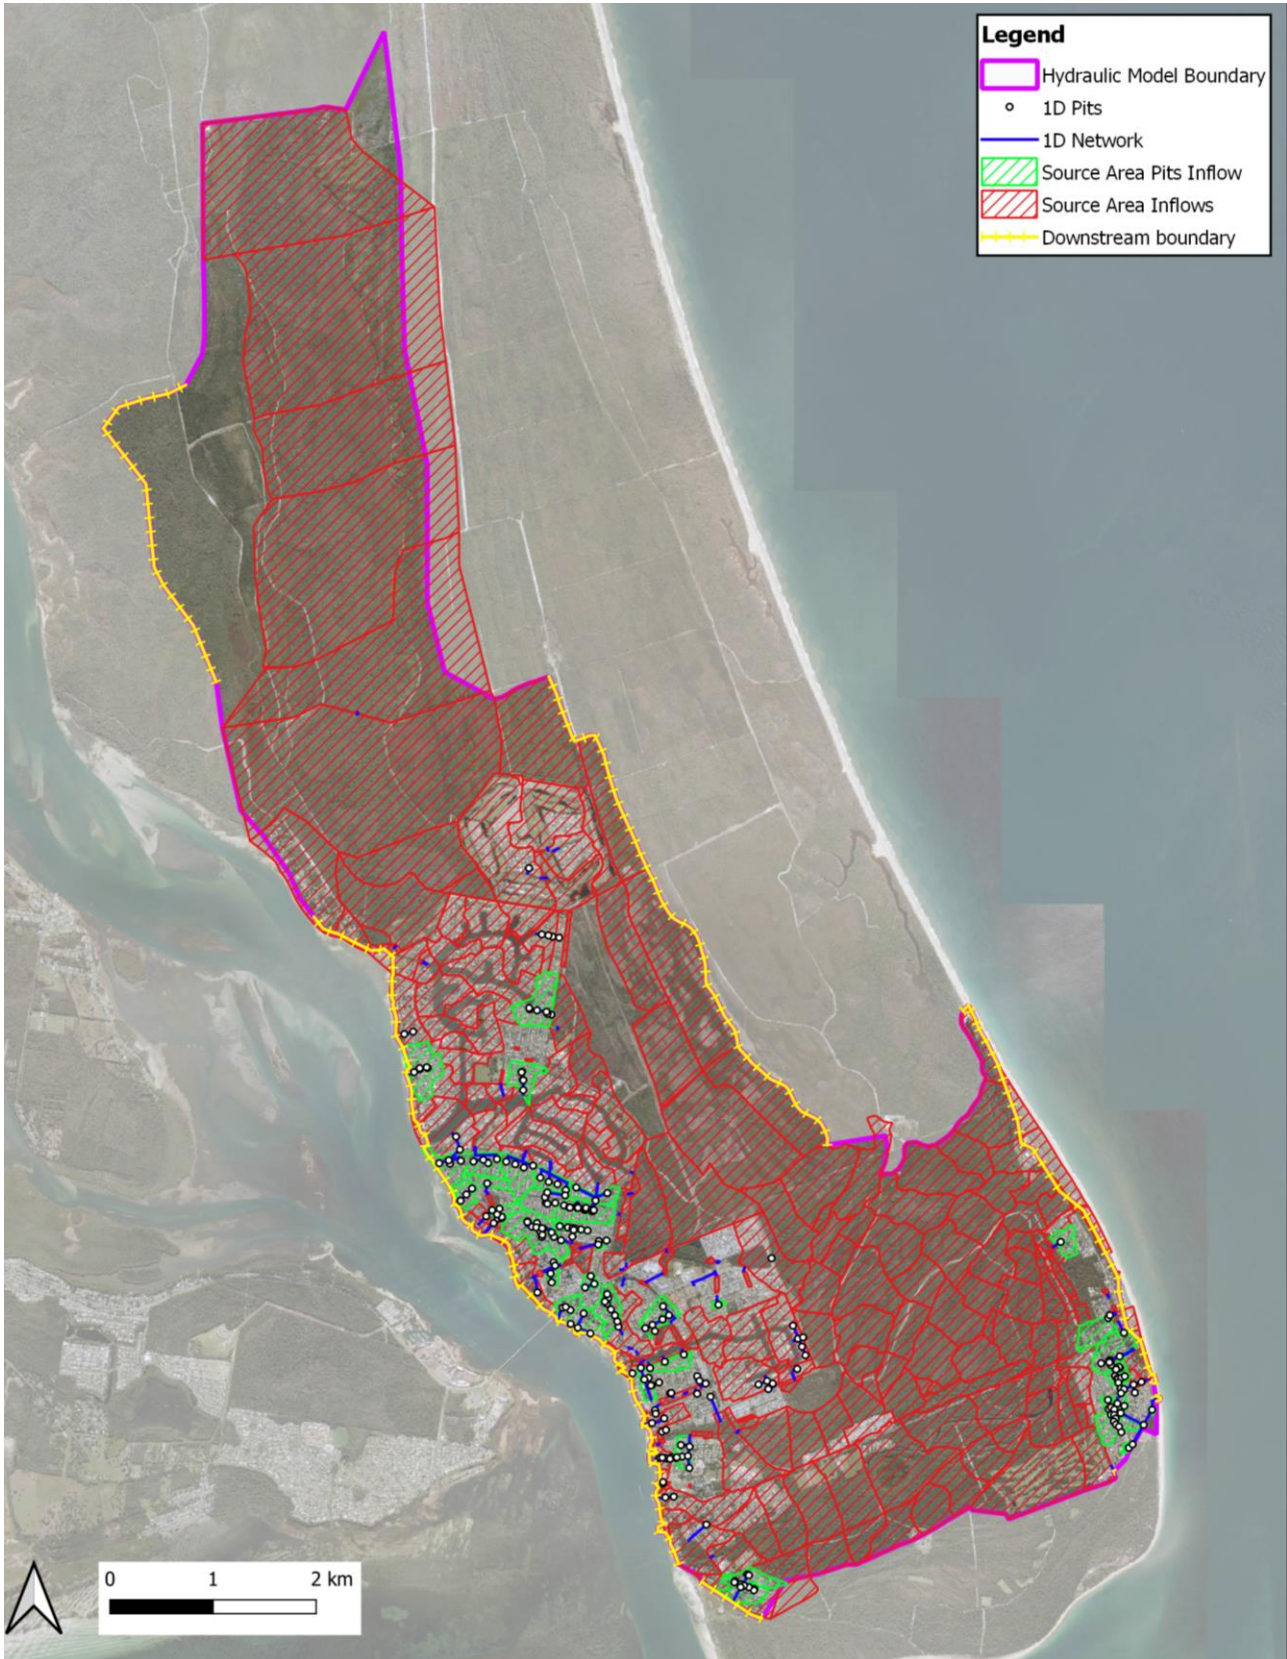 Legend
Hydraulic Model Boundary
1D Pits
1D Network
Source Area Pits Inflow
Source Area Inflows
Downstream boundary
0 1 2 km